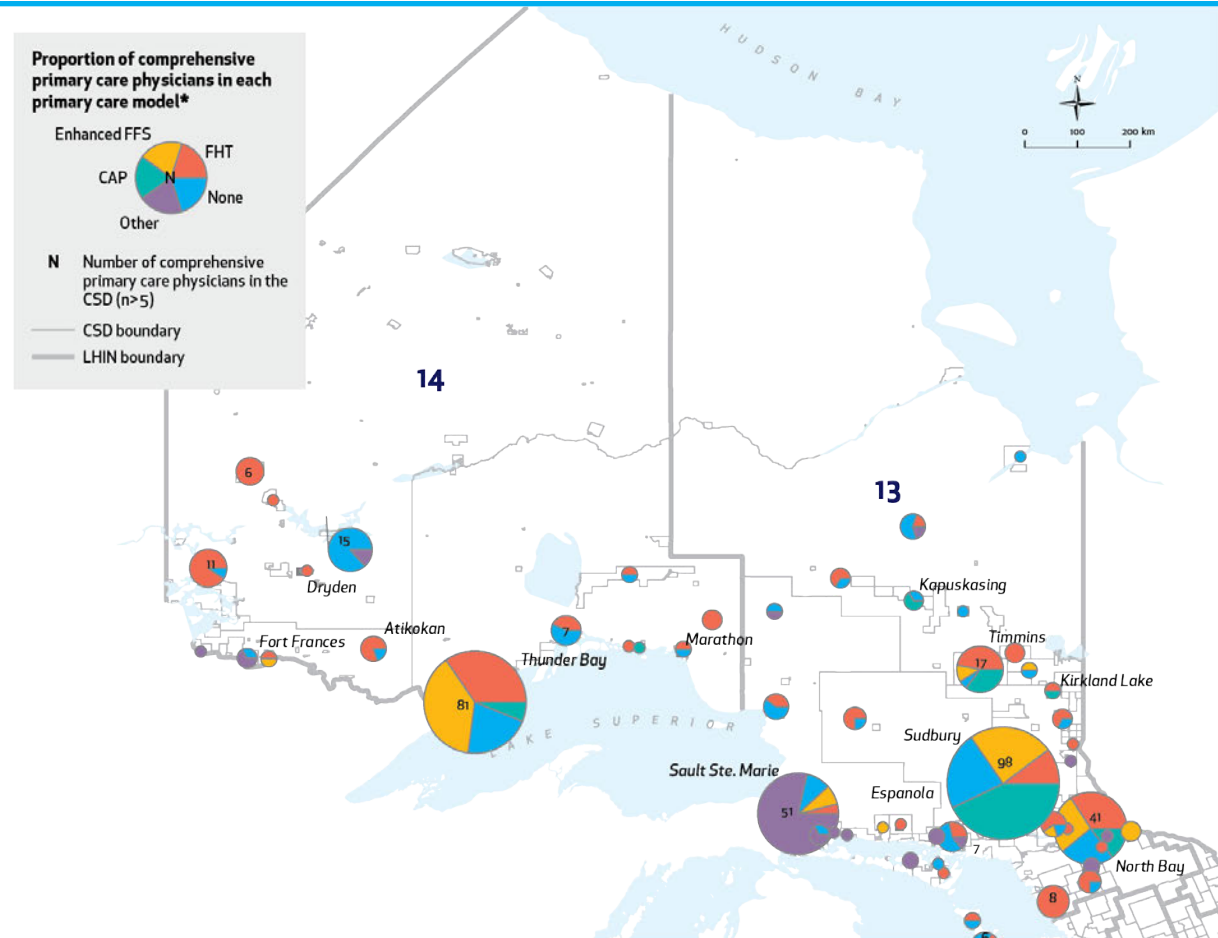 Proportion of comprehensive
primary care physicians in each
primary care model*
Enhanced FFS
FHT
CAP
N
None
Other
N Number of comprehensive
primary care physicians in the
CSD (n>5)
CSD boundary
LHIN boundary
HUDSON BAY
N
0 100 200 km
14
13
6
15
11
Dryden
Kapuskasing
Fort Frances
Atikokan
7
Marathon
Timmins
Thunder Bay
17
Kirkland Lake
81
LAKE SUPERIOR
Sudbury
98
Sault Ste. Marie
Espanola
51
41
7
North Bay
8